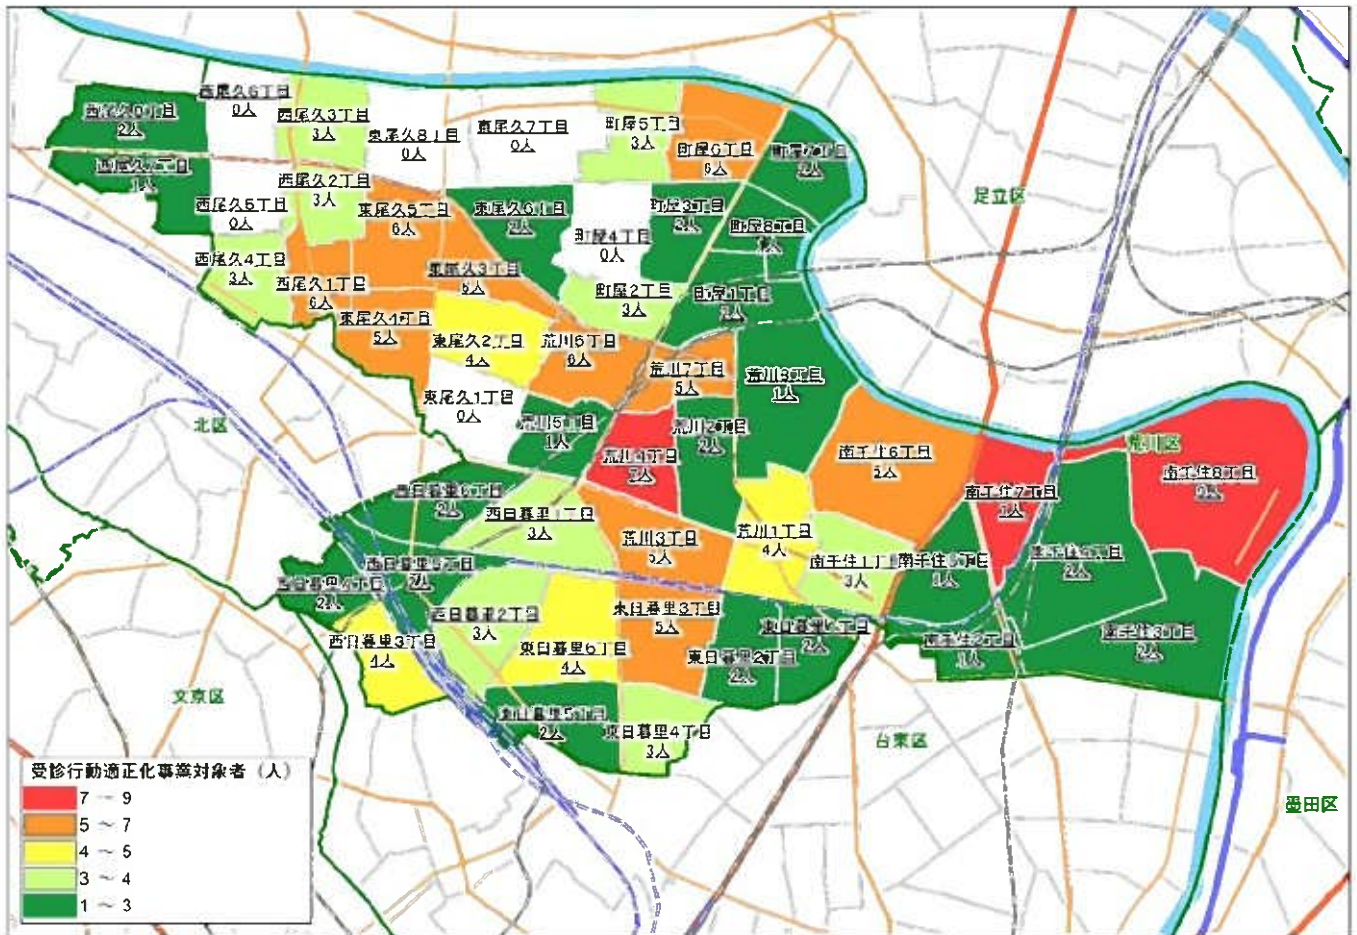 西尾久6丁目
0人
西尾久3丁目
3人
2人
東尾久8丁目
0人
東尾久7丁目
0人
町屋5丁目
3人
町屋6丁目
6人
1人
西尾久2丁目
3人
西尾久5丁目
0人
東尾久5丁目
6人
東尾久6丁目
2人
町屋3丁目
2人
町屋8丁目
町屋4丁目
0人
西尾久4丁目
3人
西尾久1丁目
6人
東尾久3丁目
町屋2丁目
3人
町屋1丁目
東尾久4丁目
5人
東尾久2丁目
4人
荒川6丁目
6人
荒川7丁目
5人
1人
東尾久1丁目
0人
荒川5丁目
1人
荒川2丁目
2人
荒川4丁目
南千住6丁目
5人
南千住7丁目
南千住8丁目
荒川区
足立区
北区
西日暮里6丁目
2人
3人
荒川3丁目
5人
荒川1丁目
4人
南千住1丁目
3人
1人
2人
西日暮里5丁目
2人
西日暮里2丁目
3人
東日暮里6丁目
4人
東日暮里3丁目
5人
東日暮里2丁目
2人
2人
南千住2丁目
1人
南千住3丁目
2人
西日暮里3丁目
4人
東日暮里5丁目
2人
東日暮里4丁目
3人
文京区
台東区
墨田区
受診行動適正化事業対象者（人）
7 ～ 9
5 ～ 7
4 ～ 5
3 ～ 4
1 ～ 3